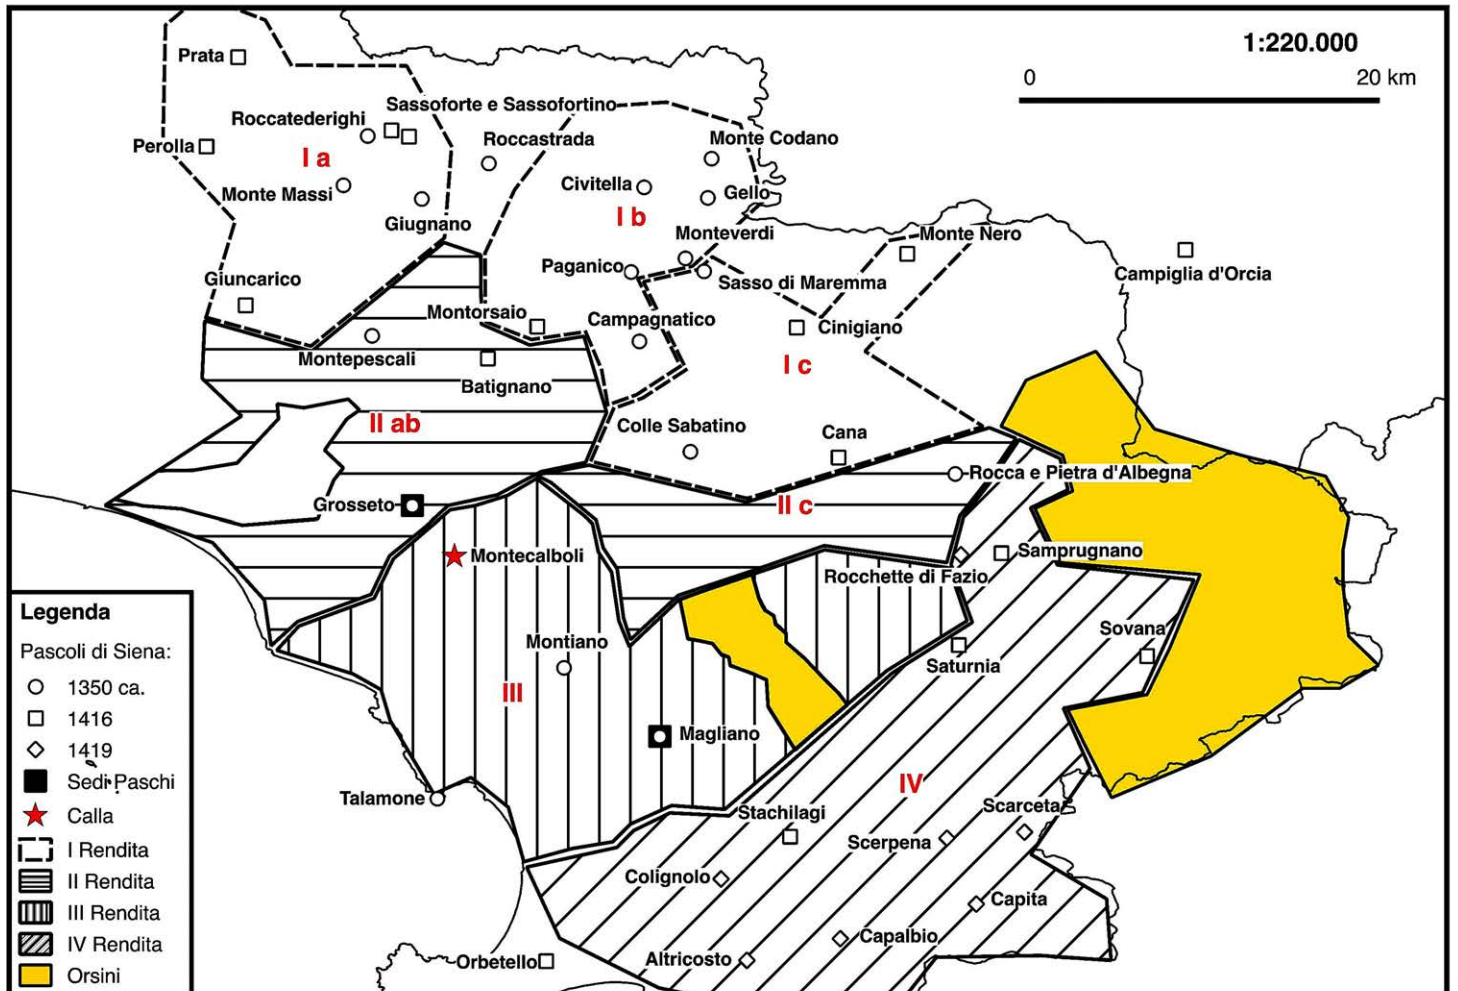 1:220.000
0 20 km
Prata
Sassoforte e Sassofortino
Roccatederighi
Roccastrada
Monte Codano
Perolla
I a
Civitella
Gello
Monte Massi
I b
Giugnano
Monteverdi
Monte Nero
Paganico
Campiglia d'Orcia
Giuncarico
Sasso di Maremma
Montorsaio
Campagnatico
Cinigiano
Montepescali
I c
Batignano
II ab
Colle Sabatino
Cana
Rocca e Pietra d'Albegna
Grosseto
II c
Montecalboli
Samprugnano
Rocchette di Fazio
Montiano
Sovana
Saturnia
III
Magliano
IV
Talamone
Stachilagi
Scarceta
Scerpena
Colignolo
Capita
Capalbio
Orbetello
Altricosto
Legenda
Pascoli di Siena:
1350 ca.
1416
1419
Sedi Paschi
Calla
I Rendita
II Rendita
III Rendita
IV Rendita
Orsini